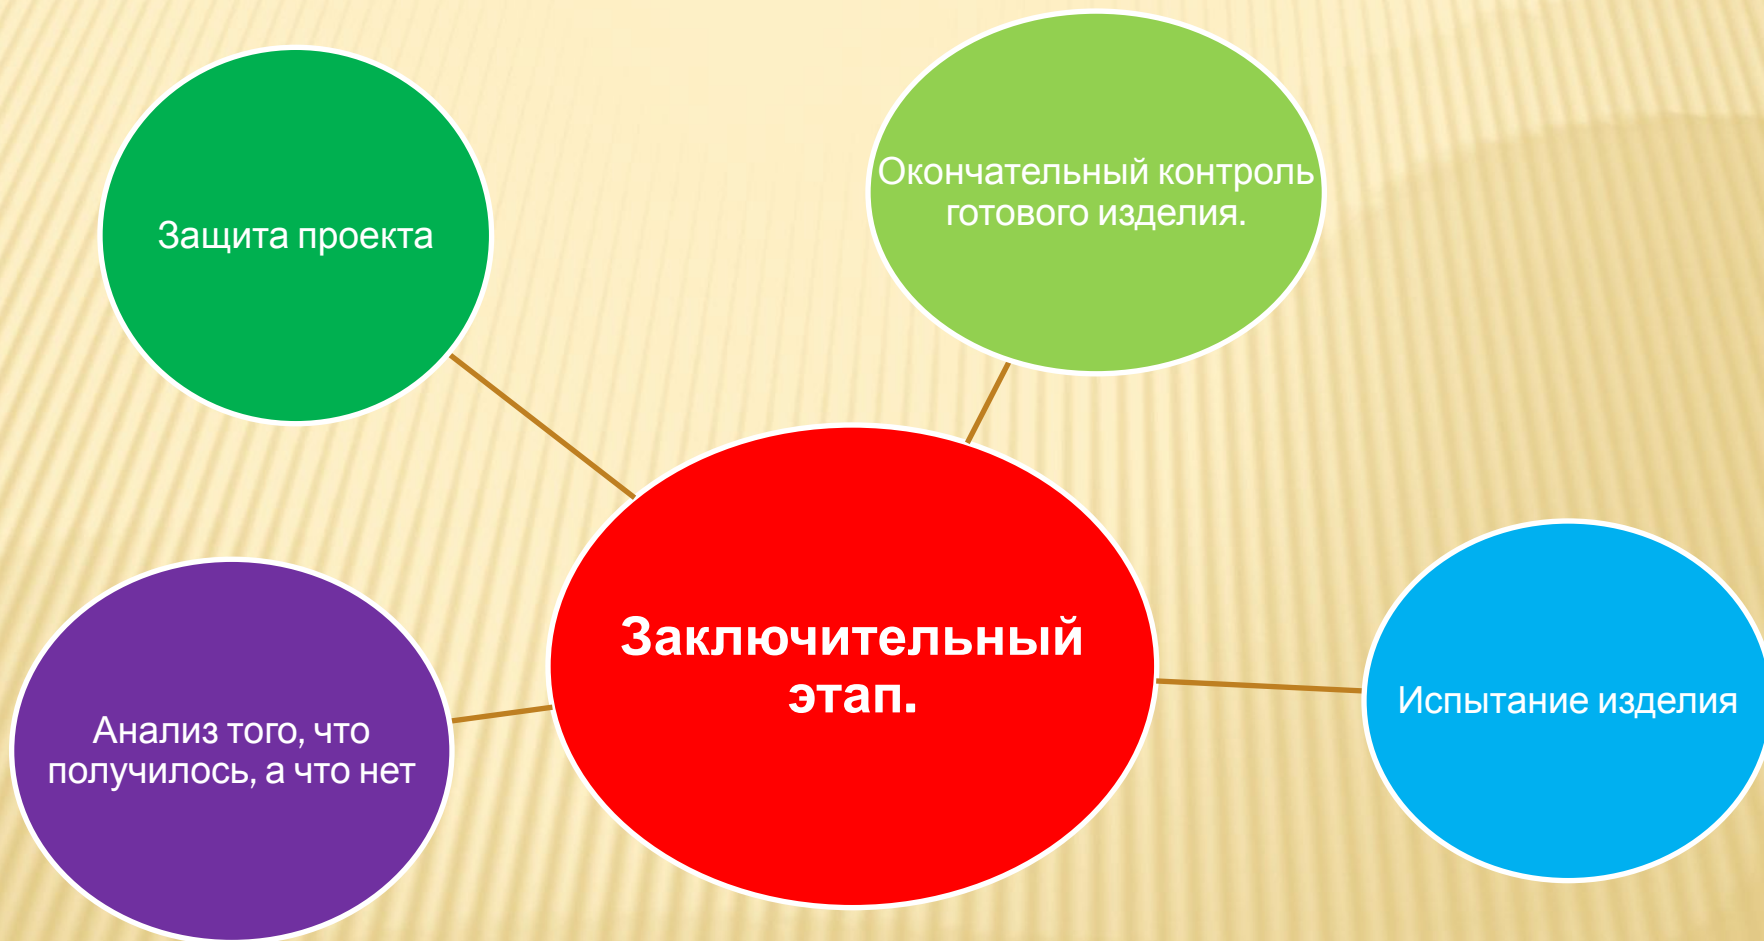 Защита проекта
Окончательный контроль
готового изделия.
Заключительный
этап.
Испытание изделия
Анализ того, что
получилось, а что нет